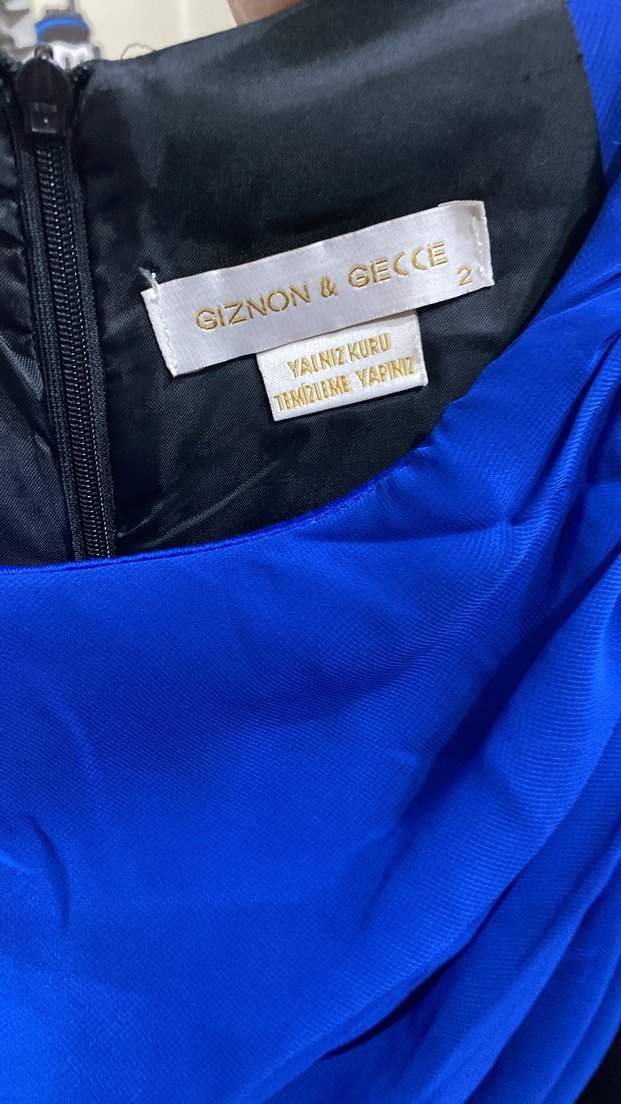 GIZNON & GECCE
2
YALNIZ KURU
TEMİZLEME YAPINIZ